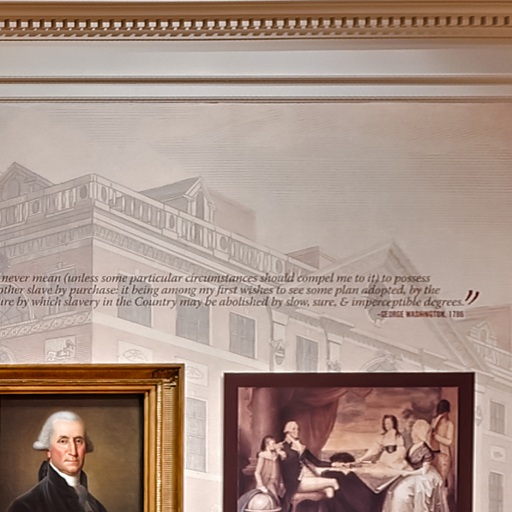 never mean (unless some particular circumstances should compel me to it) to possess
other slave by purchase: it being among my first wishes to see some plan adopted, by the
ure by which slavery in the Country may be abolished by slow, sure, & imperceptible degrees.”
-GEORGE WASHINGTON, 1786